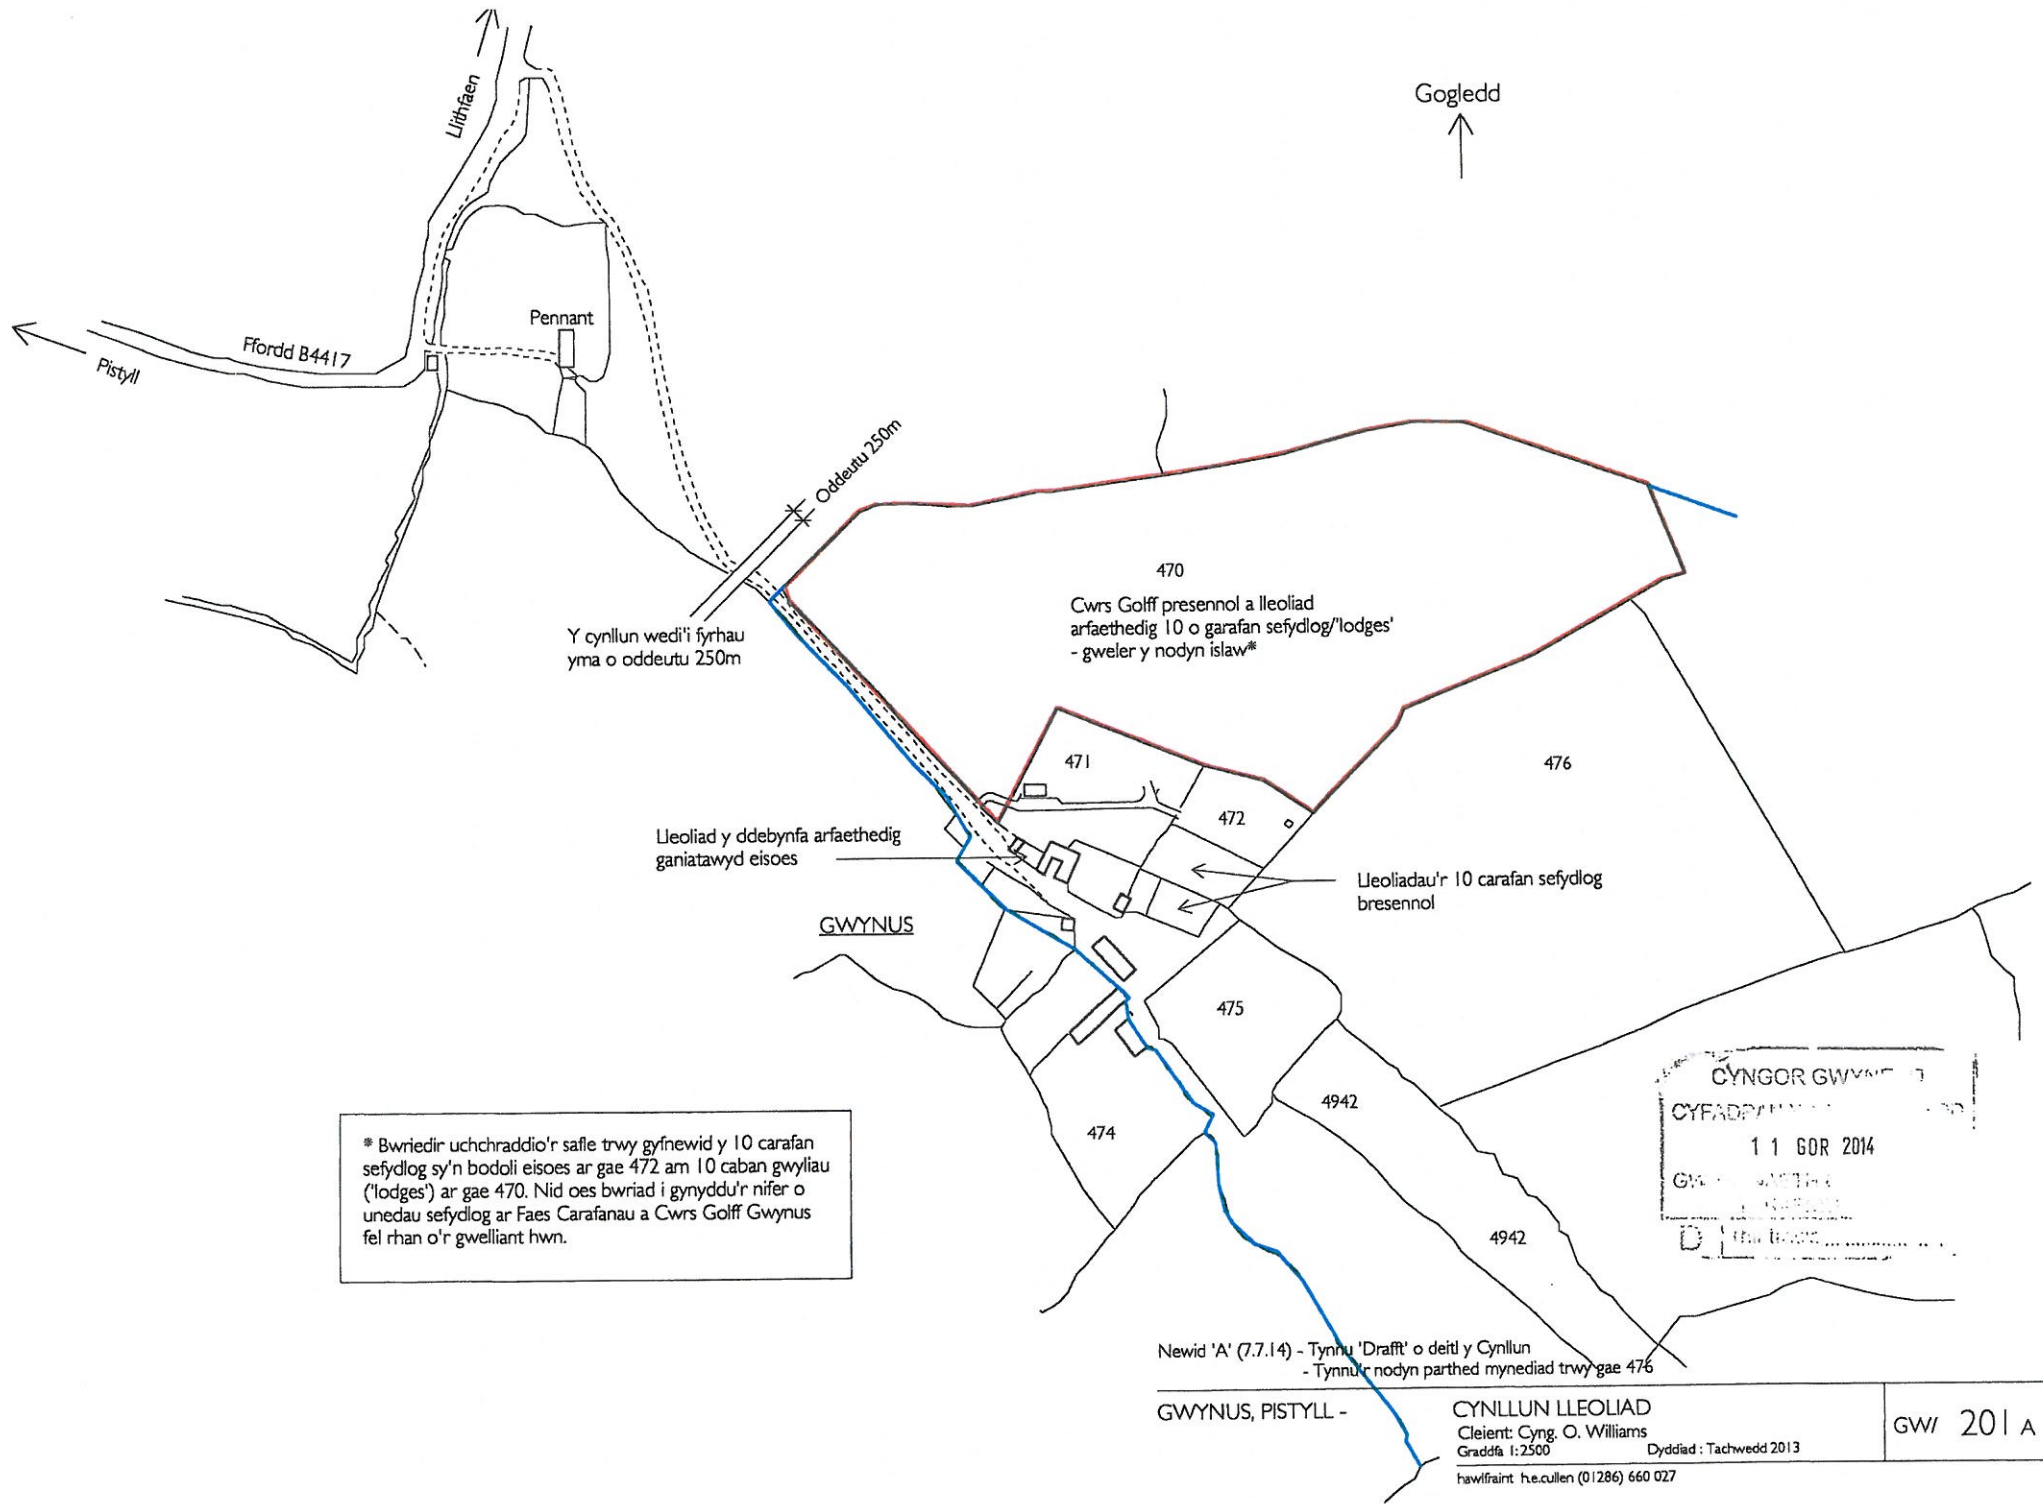 Llithfaen
Gogledd
Pennant
Ffordd B4417
Pistyll
Oddeutu 250m
Y cynllun wedi'i fyrhau
yma o oddeutu 250m
470
Cwrs Golff presennol a lleoliad
arfaethedig 10 o garafan sefydlog/'lodges'
- gweler y nodyn islaw*
471
476
472
Lleoliad y ddebynfa arfaethedig
ganiatawyd eisoes
Lleoliadau'r 10 carafan sefydlog
bresennol
GWYNUS
475
4942
474
4942
* Bwriedir uchchraddio'r safle trwy gyfnewid y 10 carafan
sefydlog sy'n bodoli eisoes ar gae 472 am 10 caban gwyliau
('lodges') ar gae 470. Nid oes bwriad i gynyddu'r nifer o
unedau sefydlog ar Faes Carafanau a Cwrs Golff Gwynus
fel rhan o'r gwelliant hwn.
CYNGOR
11 GOR 2014
Newid 'A' (7.7.14) - Tynnu 'Drafft' o deitl y Cynllun
- Tynnu'r nodyn parthed mynediad trwy gae 476
GWYNUS, PISTYLL -
CYNLLUN LLEOLIAD
Cleient: Cyng. O. Williams
Graddfa 1:2500 Dyddiad : Tachwedd 2013
hawlfraint h.e.cullen (01286) 660 027
GW/ 201 A